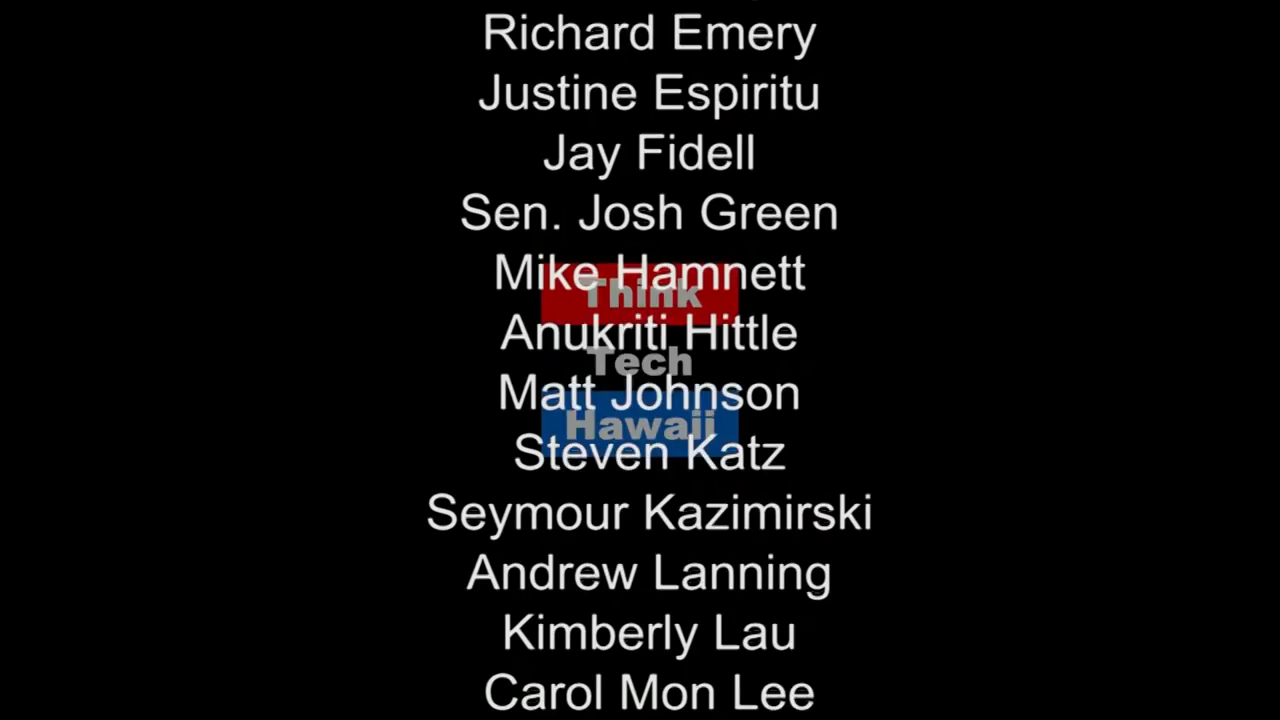 Richard Emery
Justine Espiritu
Jay Fidell
Sen. Josh Green
Mike Hamnett
Think
Anukriti Hittle
Tech
Matt Johnson
Hawaii
Steven Katz
Seymour Kazimirski
Andrew Lanning
Kimberly Lau
Carol Mon Lee